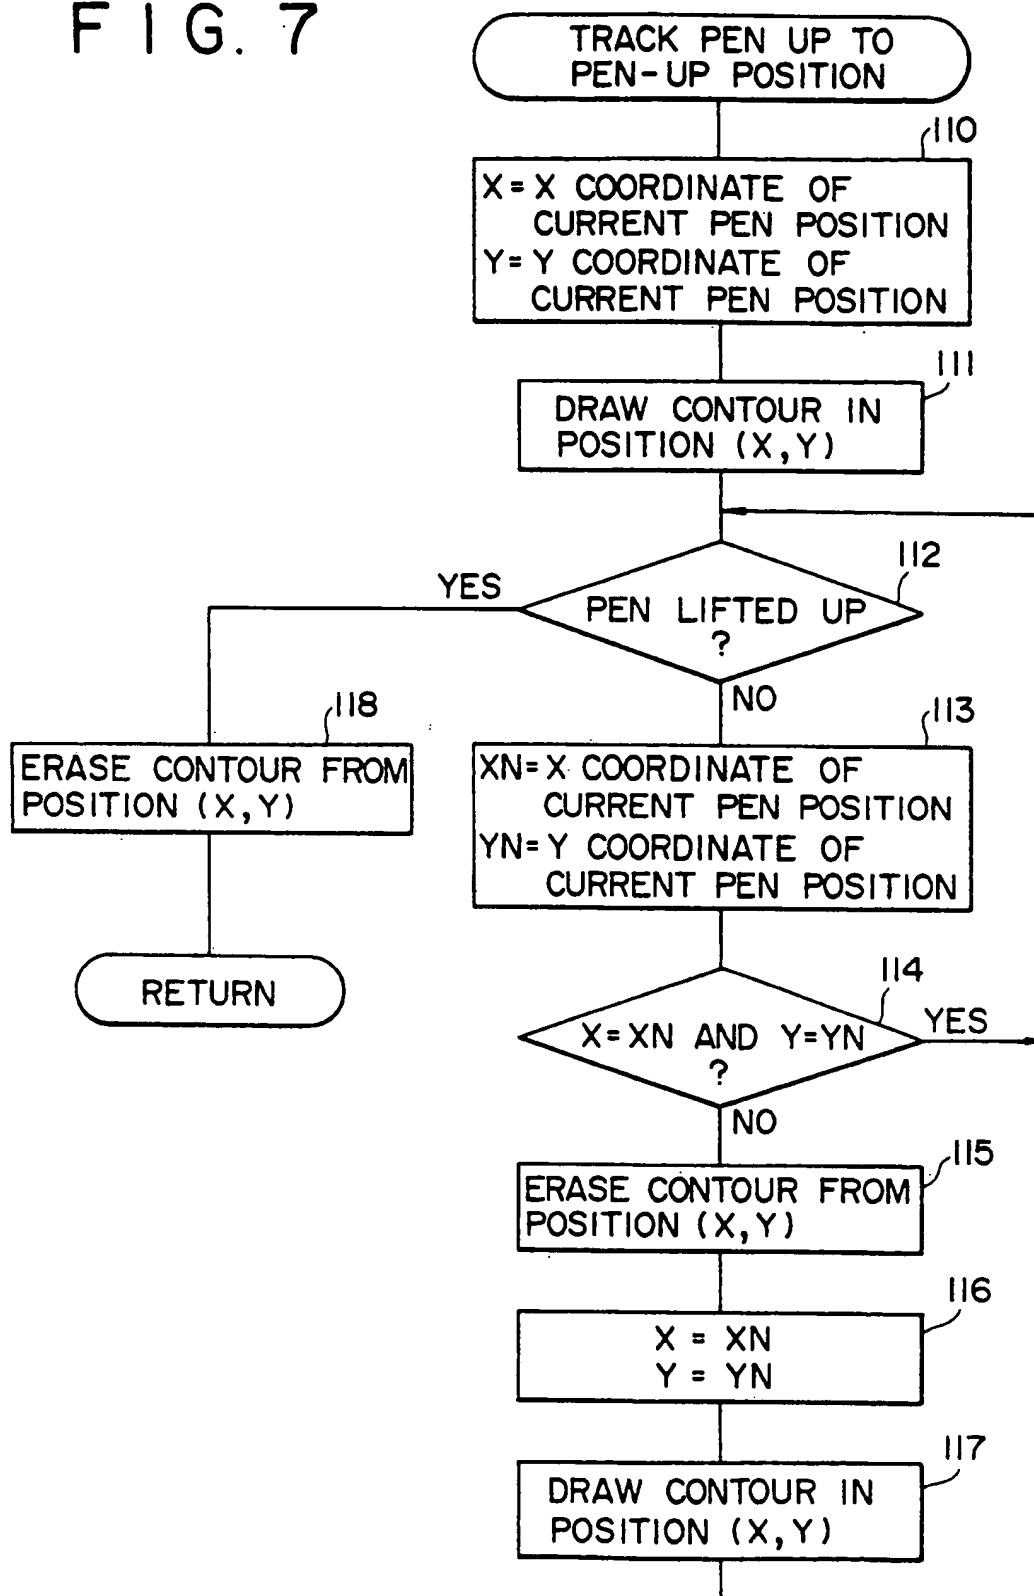 FIG. 7
TRACK PEN UP TO
PEN-UP POSITION
110
X = X COORDINATE OF
CURRENT PEN POSITION
Y = Y COORDINATE OF
CURRENT PEN POSITION
111
DRAW CONTOUR IN
POSITION (X, Y)
112
YES
PEN LIFTED UP
?
NO
118
ERASE CONTOUR FROM
POSITION (X, Y)
RETURN
113
XN = X COORDINATE OF
CURRENT PEN POSITION
YN = Y COORDINATE OF
CURRENT PEN POSITION
114
X = XN AND Y = YN
?
YES
NO
115
ERASE CONTOUR FROM
POSITION (X, Y)
116
X = XN
Y = YN
117
DRAW CONTOUR IN
POSITION (X, Y)